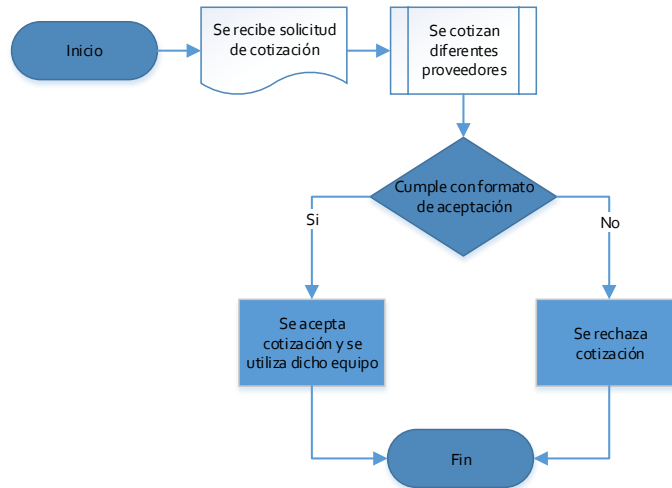 Inicio
Se recibe solicitud
de cotización
Se cotizan
diferentes
proveedores
Cumple con formato
de aceptación
Si
No
Se acepta
cotización y se
utiliza dicho equipo
Se rechaza
cotización
Fin